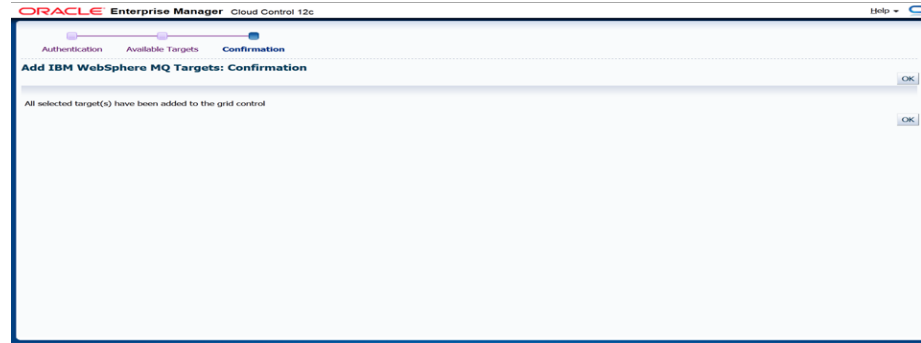 ORACLE Enterprise Manager Cloud Control 12c
Help
Authentication Available Targets Confirmation
Add IBM WebSphere MQ Targets: Confirmation
OK
All selected target(s) have been added to the grid control
OK